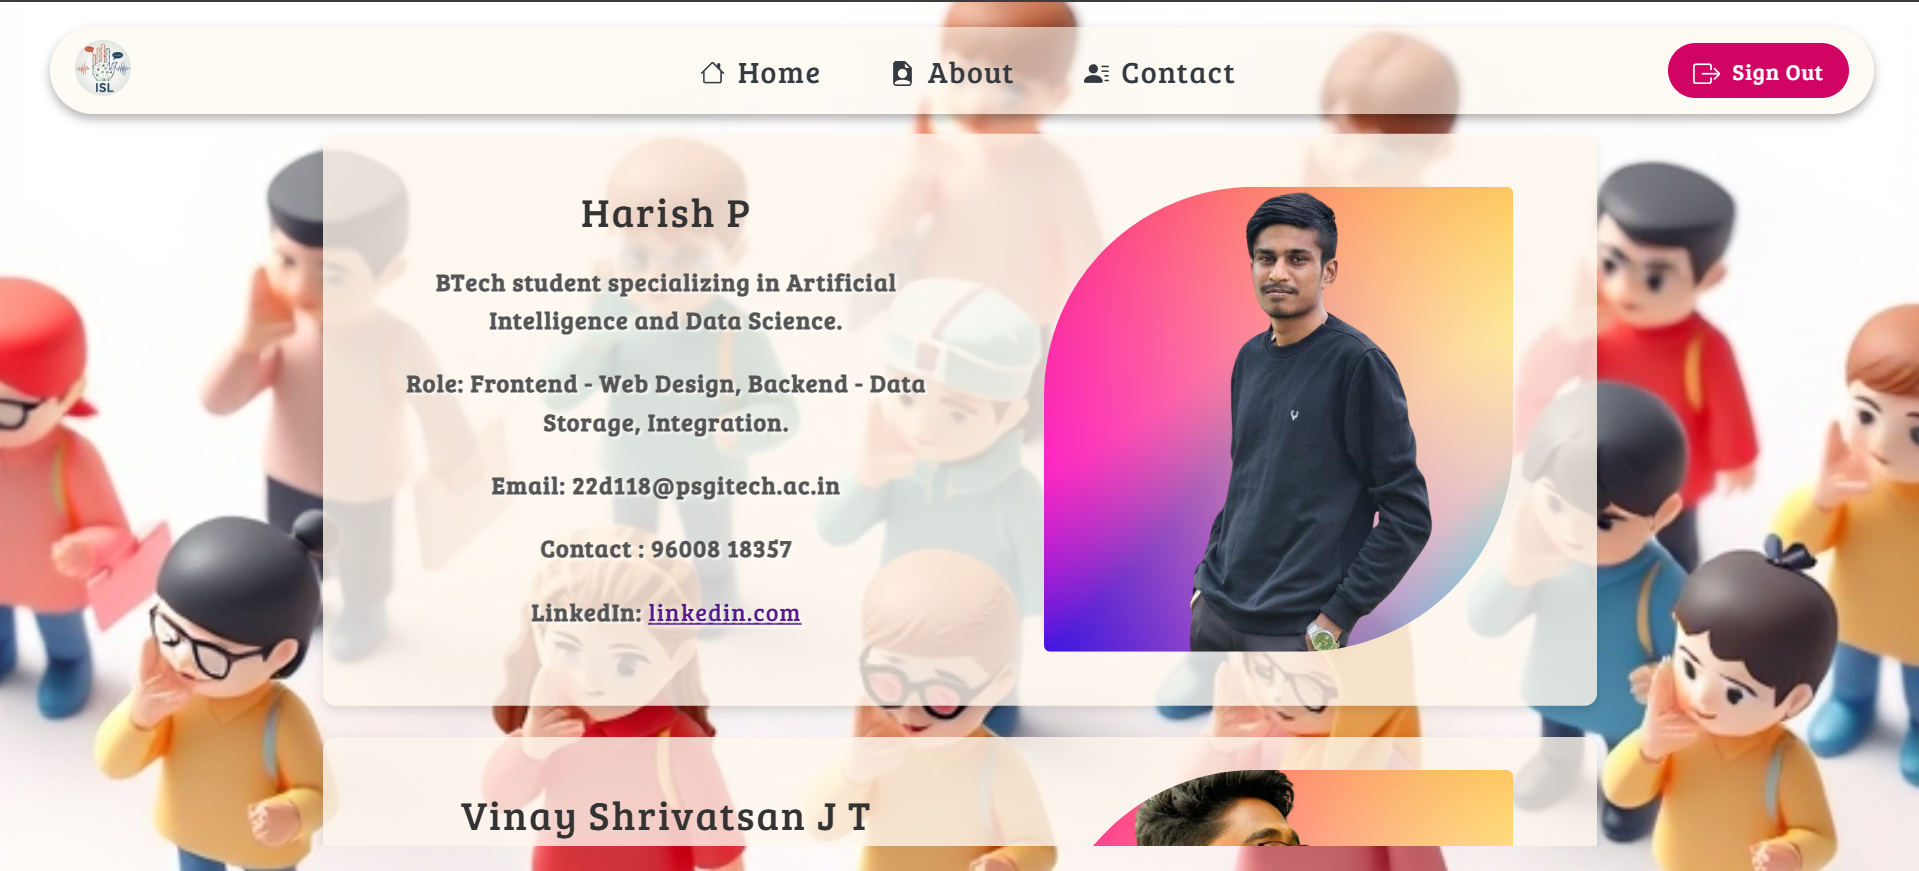 ISL
Home
About
Contact
Sign Out
Harish P
BTech student specializing in Artificial
Intelligence and Data Science.
Role: Frontend - Web Design, Backend - Data
Storage, Integration.
Email: 22d118@psgitech.ac.in
Contact : 96008 18357
LinkedIn: linkedin.com
Vinay Shrivatsan J T